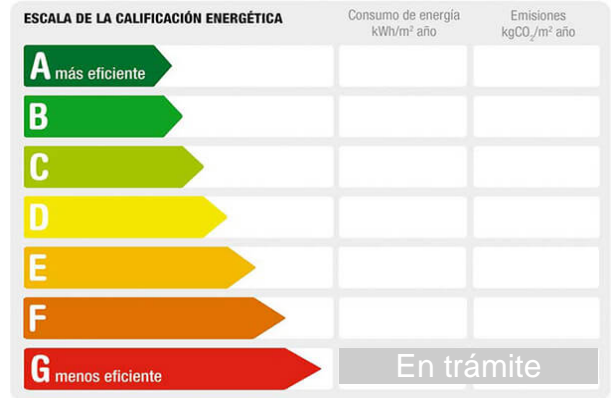 ESCALA DE LA CALIFICACIÓN ENERGÉTICA
Consumo de energía
kWh/m² año
Emisiones
kgCO₂/m² año
A más eficiente
B
C
D
E
F
G menos eficiente
En trámite